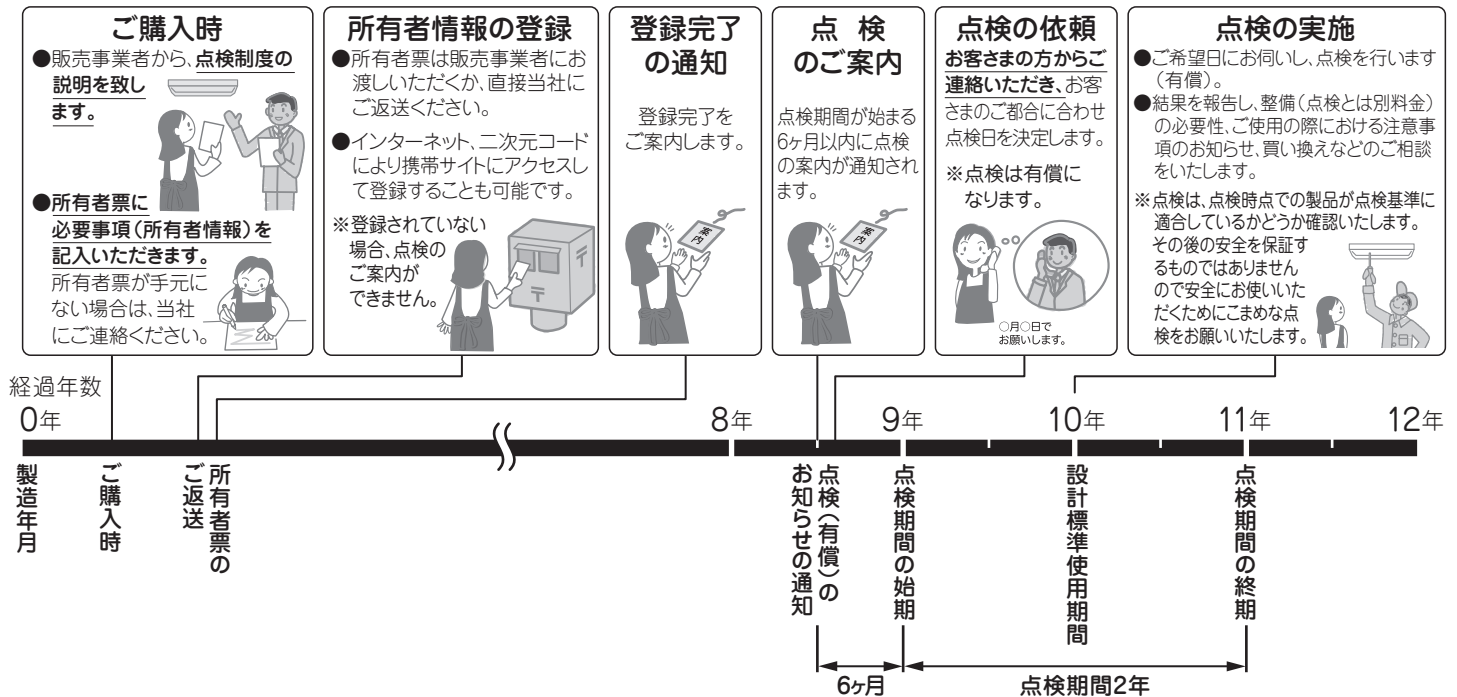 ご購入時
●販売事業者から、点検制度の
説明を致し
ます。
●所有者票に
必要事項(所有者情報)を
記入いただきます。
所有者票が手元に
ない場合は、当社
にご連絡ください。
所有者情報の登録
●所有者票は販売事業者にお
渡しいただくか、直接当社に
ご返送ください。
●インターネット、二次元コード
により携帯サイトにアクセスし
て登録することも可能です。
※登録されていない
場合、点検の
ご案内が
できません。
〒
〒
登録完了
の通知
登録完了を
ご案内します。
案内
点 検
のご案内
点検期間が始まる
6ヶ月以内に点検
の案内が通知され
ます。
案内
点検の依頼
お客さまの方からご
連絡いただき、お客
さまのご都合に合わせ
点検日を決定します。
※点検は有償に
なります。
○月○日で
お願いします。
点検の実施
●ご希望日にお伺いし、点検を行います
(有償)。
●結果を報告し、整備(点検とは別料金)
の必要性、ご使用の際における注意事
項のお知らせ、買い換えなどのご相談
をいたします。
※点検は、点検時点での製品が点検基準に
適合しているかどうか確認いたします。
その後の安全を保証す
るものではありません
ので安全にお使いいた
だくためにこまめな点
検をお願いいたします。
経過年数
0年
8年
9年
10年
11年
12年
製造年月
ご購入時
所有者票の
ご返送
点検(有償)の
お知らせの通知
点検期間の始期
設計標準使用期間
点検期間の終期
6ヶ月
点検期間2年